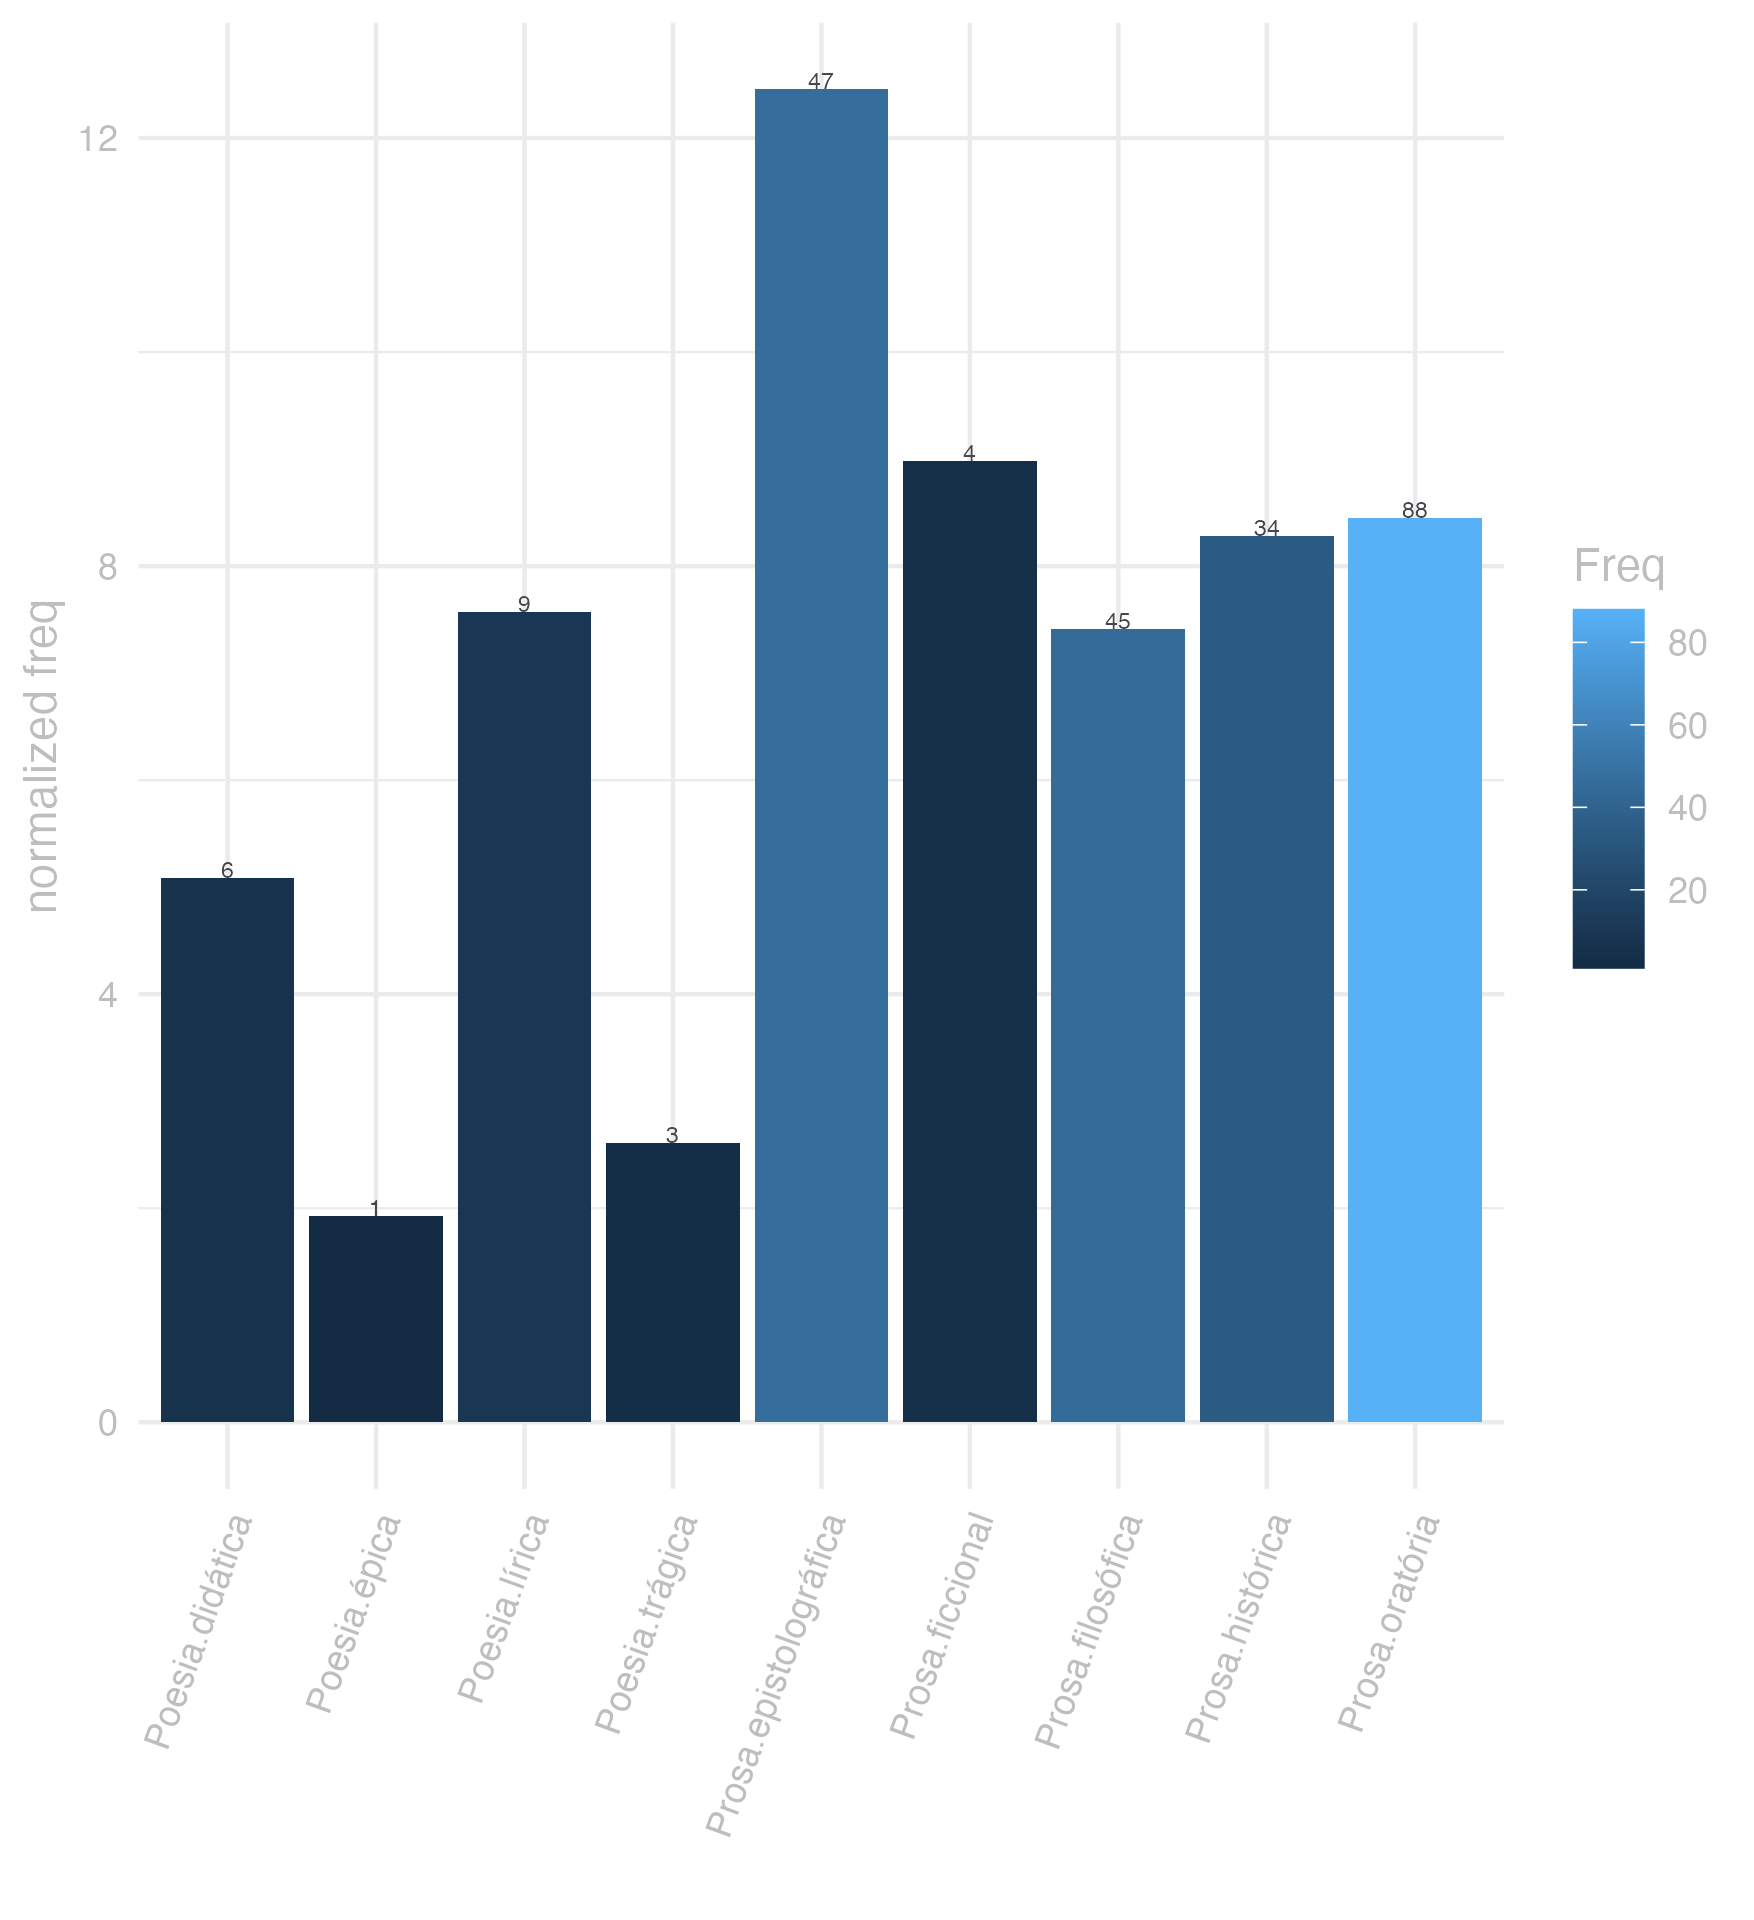 normalized freq
12
8
4
0
6
1
9
3
47
4
45
34
88
Poesia.didática
Poesia.épica
Poesia.lírica
Poesia.trágica
Prosa.epistolográfica
Prosa.ficcional
Prosa.filosófica
Prosa.histórica
Prosa.oratória
Freq
80
60
40
20